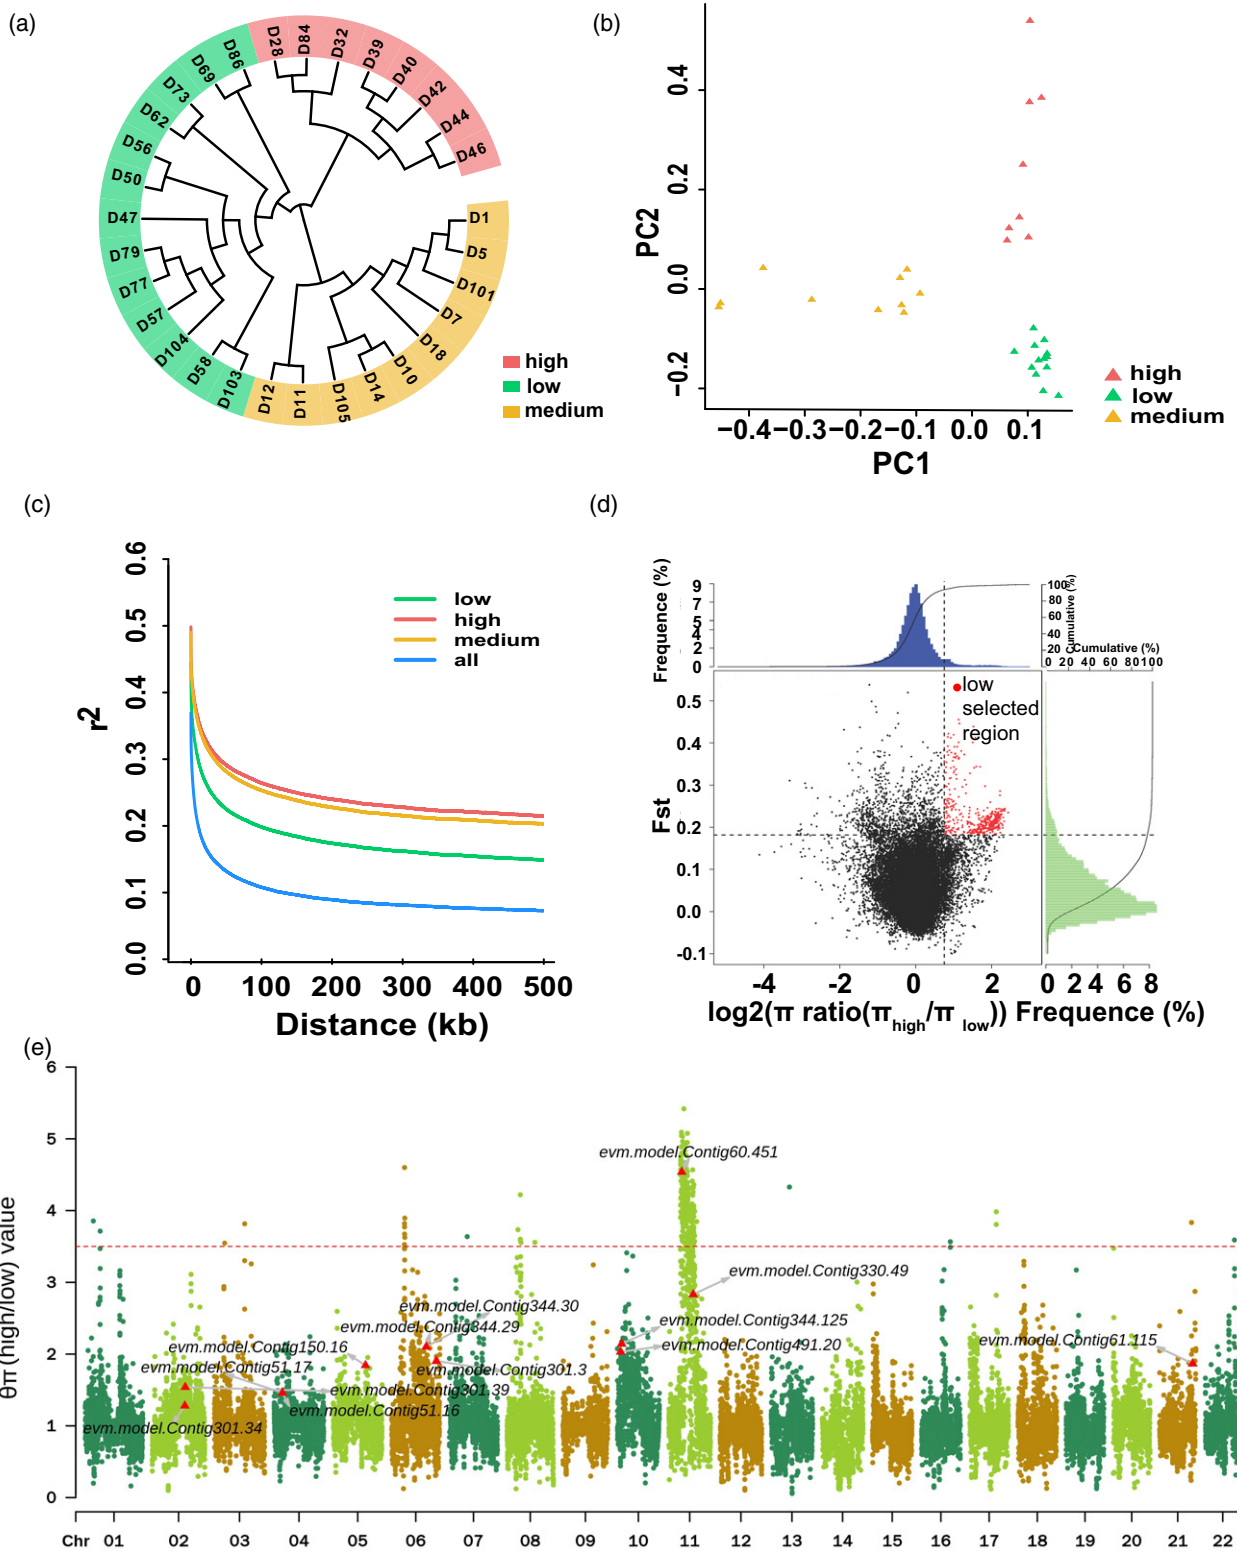 (a)
D28
D84
D32
D39
D40
D42
D44
D46
D86
D69
D73
D62
D56
D50
D47
D79
D77
D57
D104
D58
D103
D12
D11
D105
D14
D10
D18
D7
D101
D5
D1
high
low
medium
(b)
PC2
0.4
0.2
0.0
−0.2
−0.4
−0.3
−0.2
−0.1
0.0
0.1
PC1
high
low
medium
(c)
r2
0.6
0.5
0.4
0.3
0.2
0.1
0.0
low
high
medium
all
0 100 200 300 400 500
Distance (kb)
(d)
Frequence (%)
9
7
5
4
2
0
100
80
60
40
20
0
Cumulative (%)
Cumulative (%)
0 20 40 60 80 100
low
selected
region
Fst
0.5
0.4
0.3
0.2
0.1
0.0
-0.1
-4 -2 0 2
0 2 4 6 8
log2(π ratio(πhigh/π low)) Frequence (%)
(e)
θπ (high/low) value
6
5
4
3
2
1
0
evm.model.Contig60.451
evm.model.Contig330.49
evm.model.Contig344.30
evm.model.Contig344.29
evm.model.Contig344.125
evm.model.Contig491.20
evm.model.Contig61.115
evm.model.Contig150.16
evm.model.Contig51.17
evm.model.Contig301.3
evm.model.Contig301.39
evm.model.Contig51.16
evm.model.Contig301.34
Chr 01 02 03 04 05 06 07 08 09 10 11 12 13 14 15 16 17 18 19 20 21 22